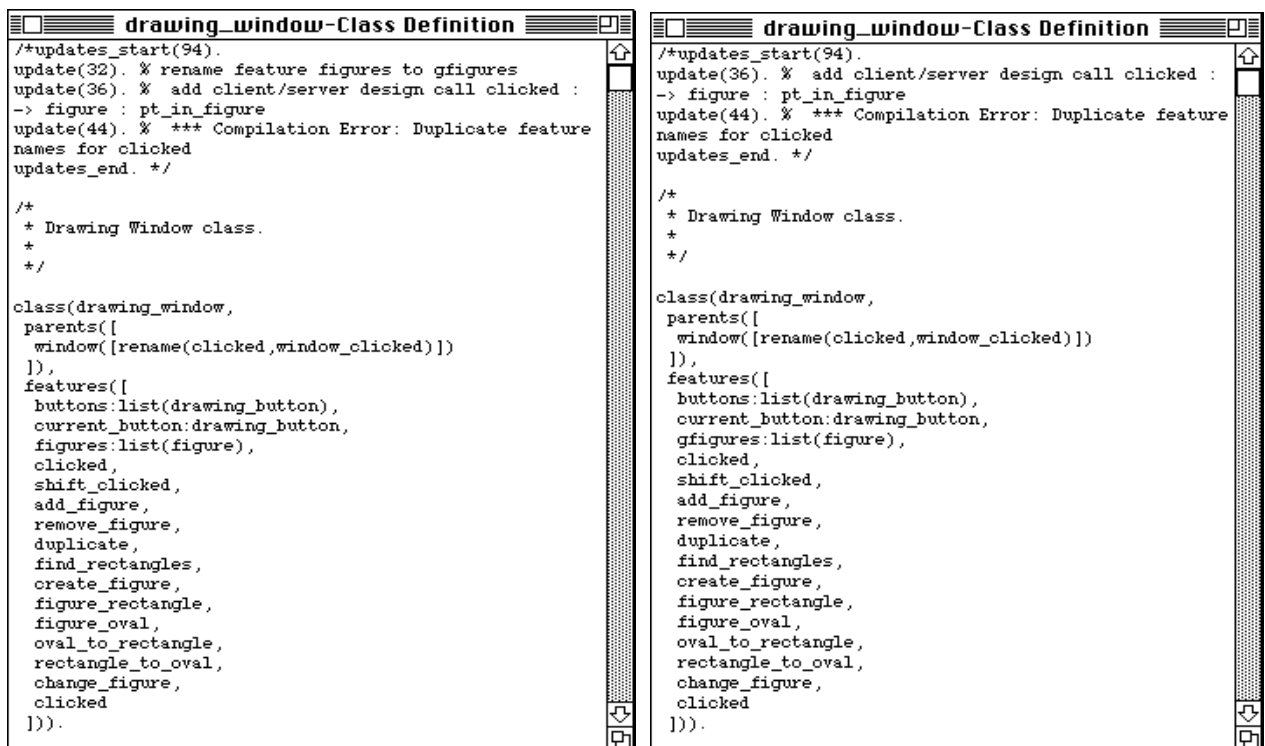 drawing_window-Class Definition
/*updates_start(94).
update(32). % rename feature figures to gfigures
update(36). %  add client/server design call clicked :
-> figure : pt_in_figure
update(44). %  *** Compilation Error: Duplicate feature
names for clicked
updates_end. */
/*
 * Drawing Window class.
 *
 */
class(drawing_window,
 parents([
  window([rename(clicked,window_clicked)])
 ]),
 features([
  buttons:list(drawing_button),
  current_button:drawing_button,
  figures:list(figure),
  clicked,
  shift_clicked,
  add_figure,
  remove_figure,
  duplicate,
  find_rectangles,
  create_figure,
  figure_rectangle,
  figure_oval,
  oval_to_rectangle,
  rectangle_to_oval,
  change_figure,
  clicked
 ])).
drawing_window-Class Definition
/*updates_start(94).
update(36). %  add client/server design call clicked :
-> figure : pt_in_figure
update(44). %  *** Compilation Error: Duplicate feature
names for clicked
updates_end. */
/*
 * Drawing Window class.
 *
 */
class(drawing_window,
 parents([
  window([rename(clicked,window_clicked)])
 ]),
 features([
  buttons:list(drawing_button),
  current_button:drawing_button,
  gfigures:list(figure),
  clicked,
  shift_clicked,
  add_figure,
  remove_figure,
  duplicate,
  find_rectangles,
  create_figure,
  figure_rectangle,
  figure_oval,
  oval_to_rectangle,
  rectangle_to_oval,
  change_figure,
  clicked
 ])).